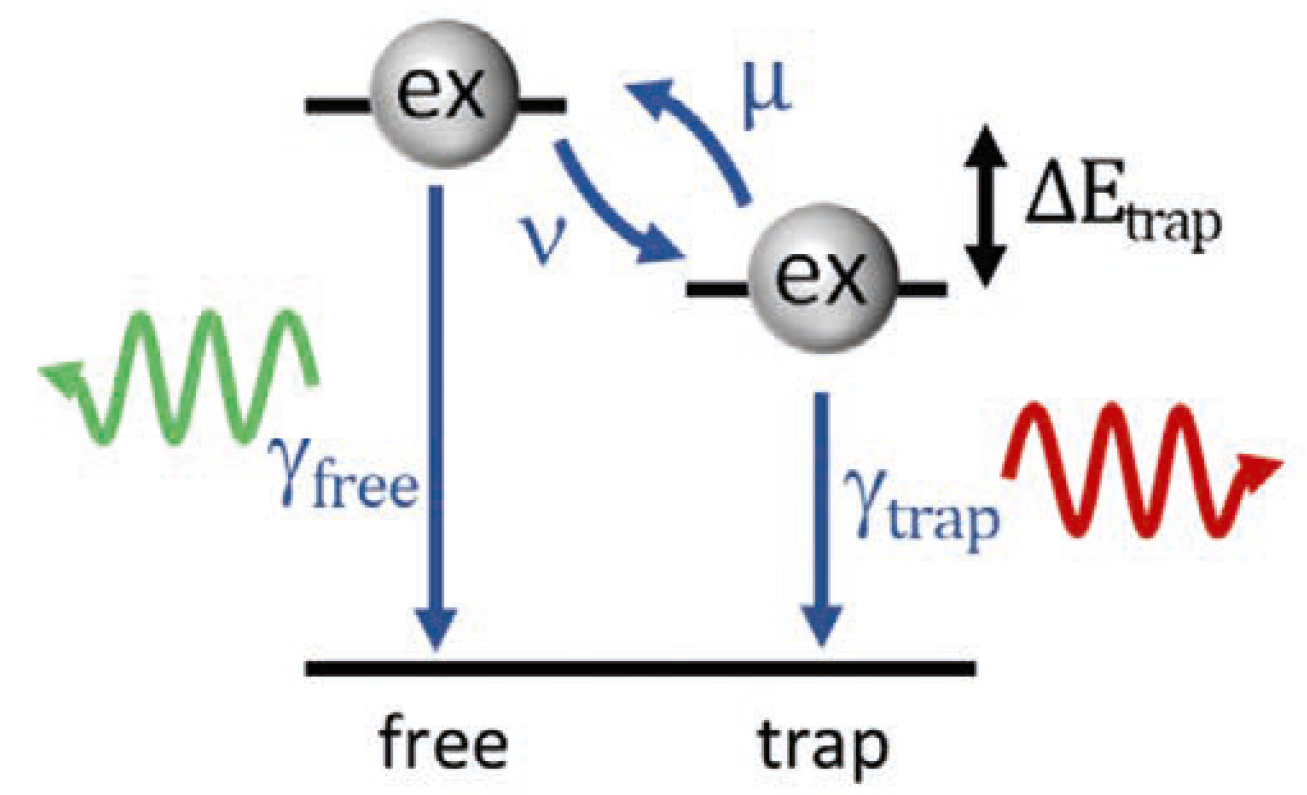 ex
μ
ν
ΔEtrap
ex
γfree
γtrap
free
trap